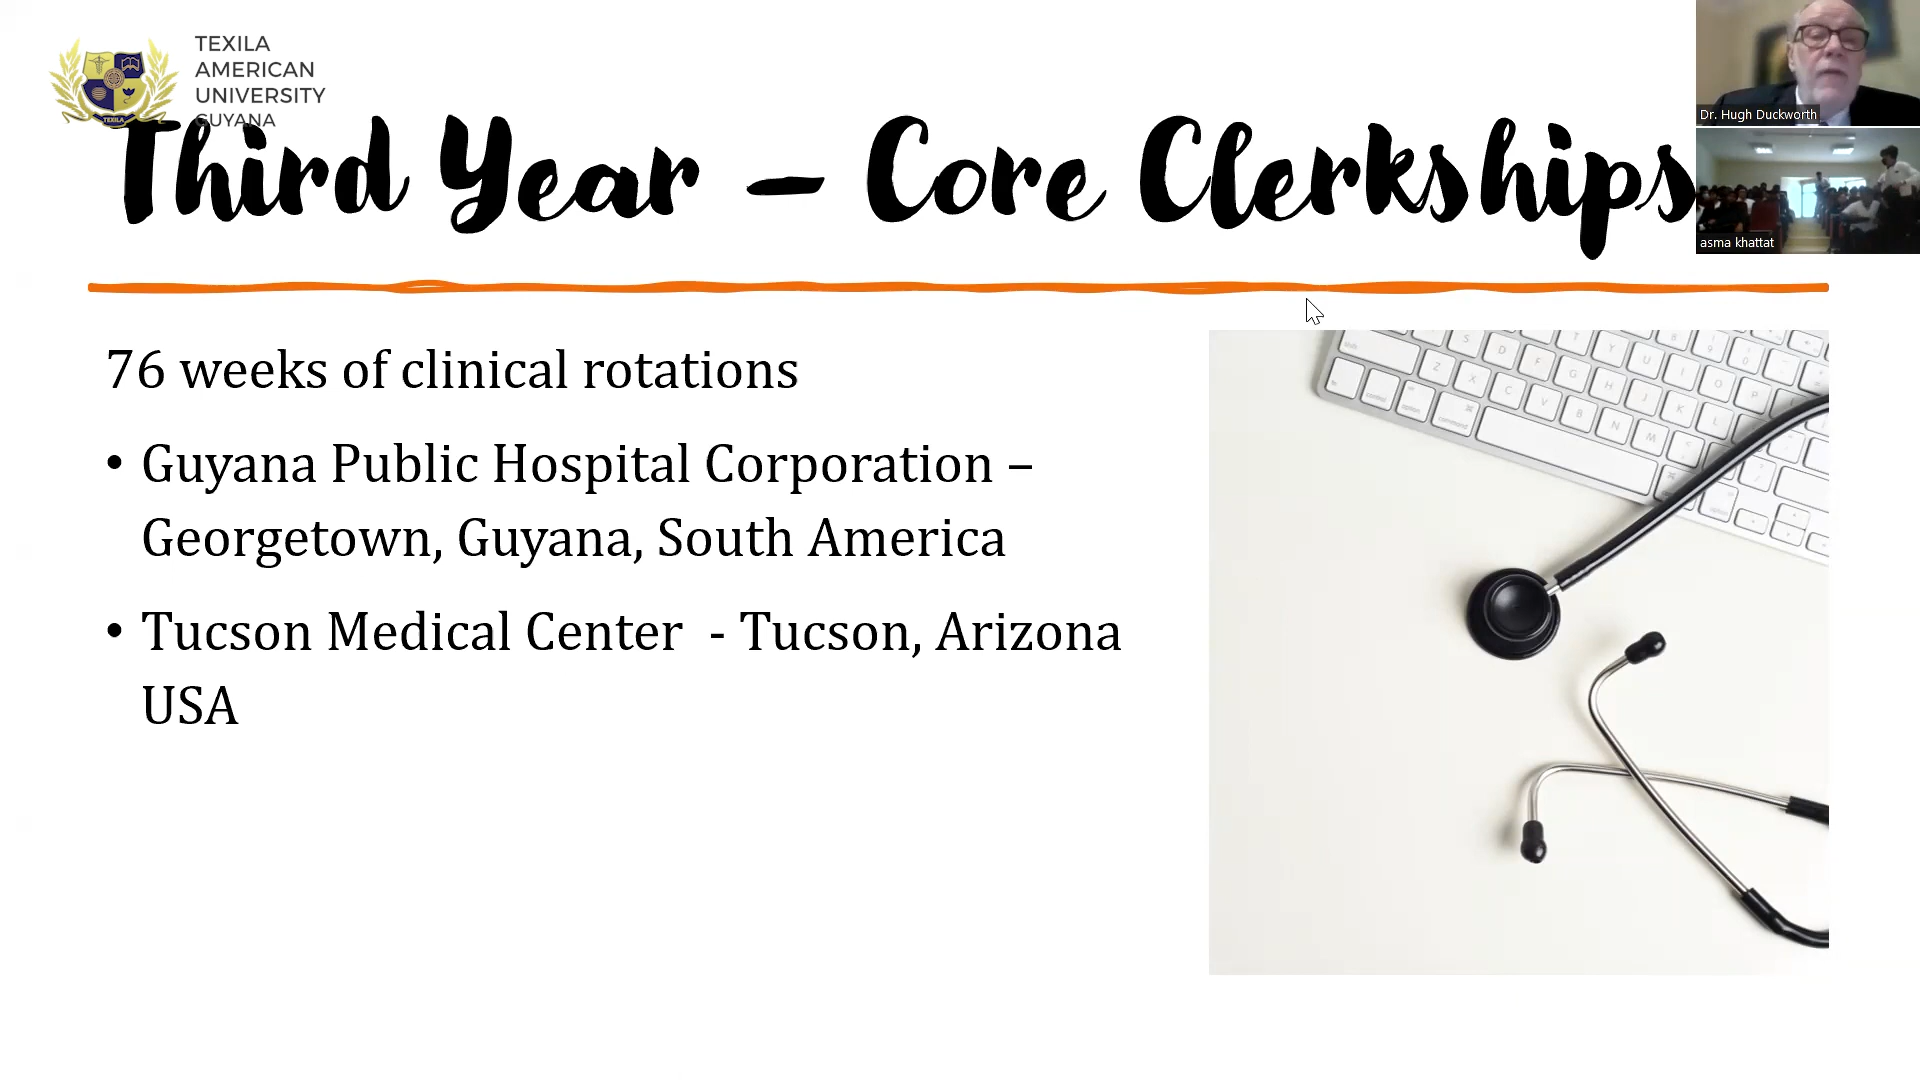 TEXILA
AMERICAN
UNIVERSITY
GUYANA
TEXILA
Third Year – Core Clerkships
Dr. Hugh Duckworth
asma khattat
76 weeks of clinical rotations
• Guyana Public Hospital Corporation –
Georgetown, Guyana, South America
• Tucson Medical Center - Tucson, Arizona
USA